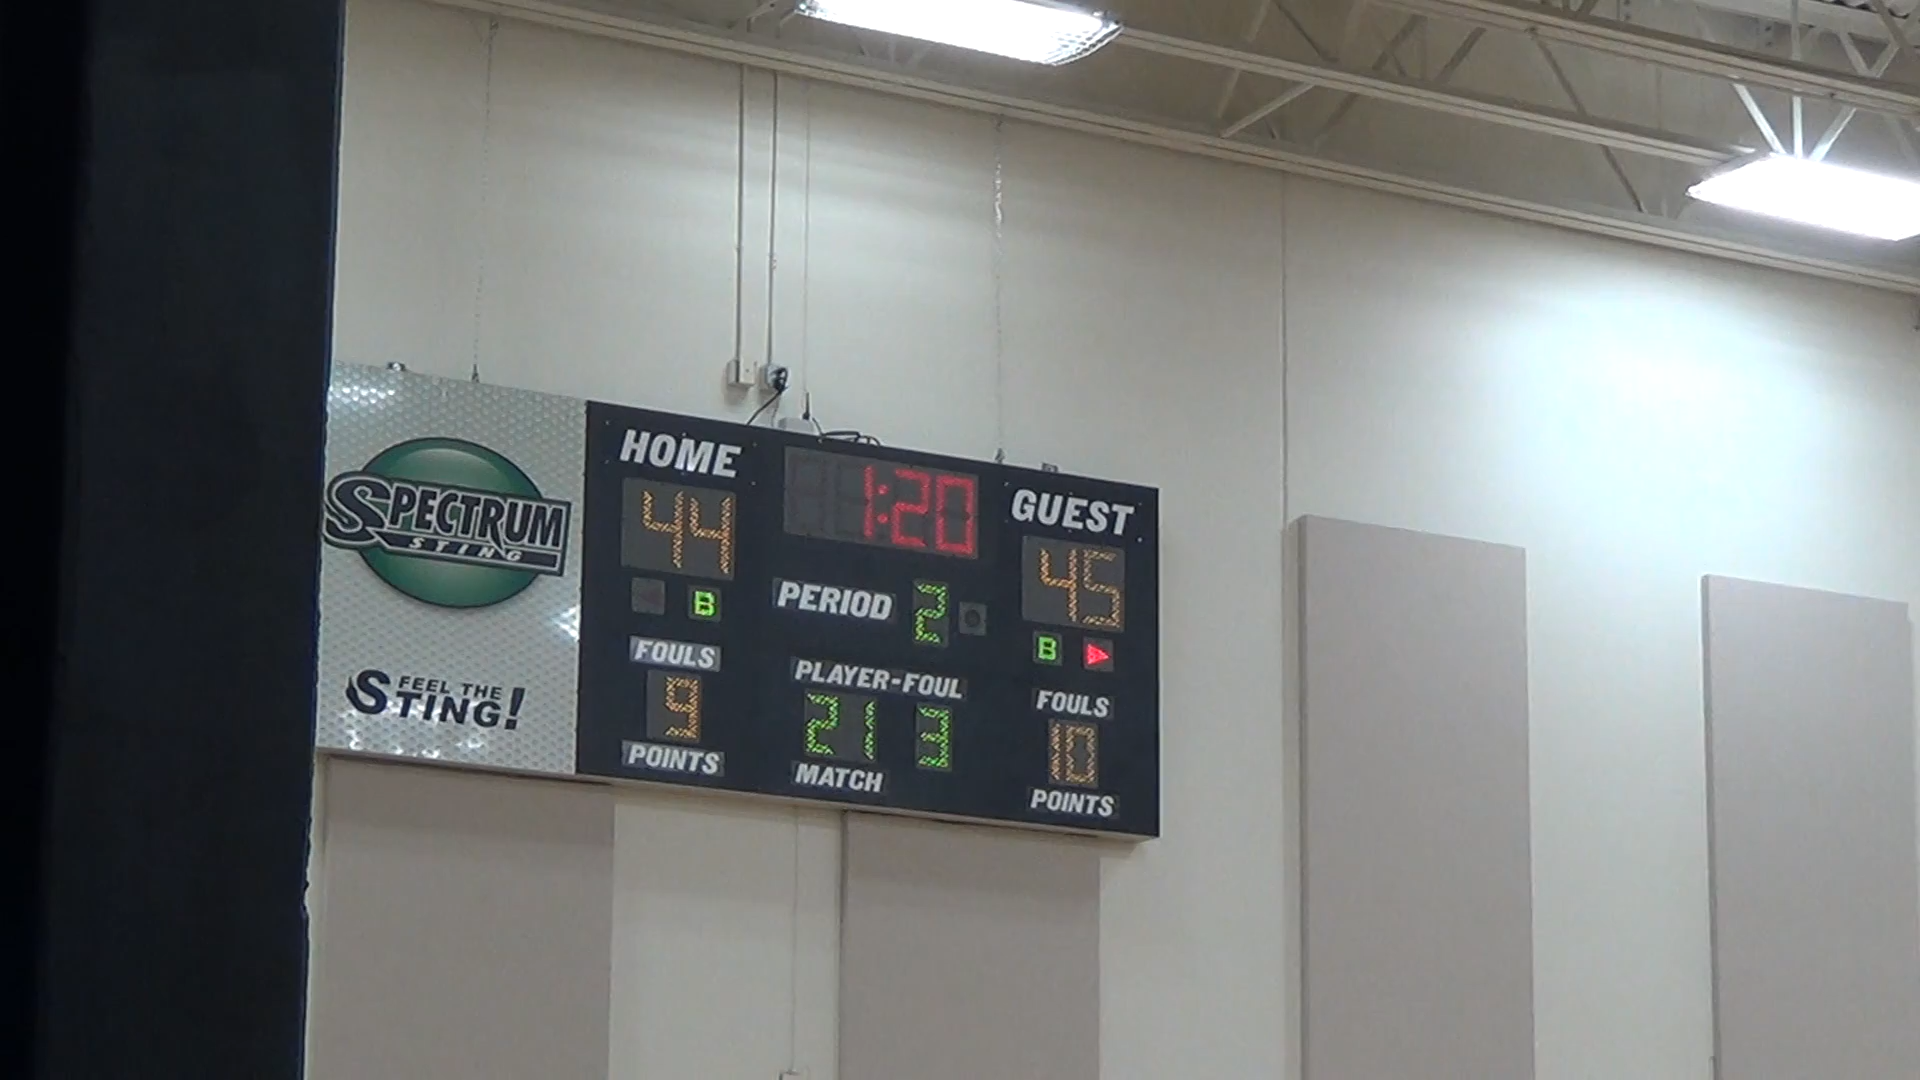 HOME
44
1:20
GUEST
45
SPECTRUM
STING
B
PERIOD 2
B
FOULS
9
POINTS
PLAYER-FOUL
21 3
MATCH
FOULS
10
POINTS
FEEL THE
STING!